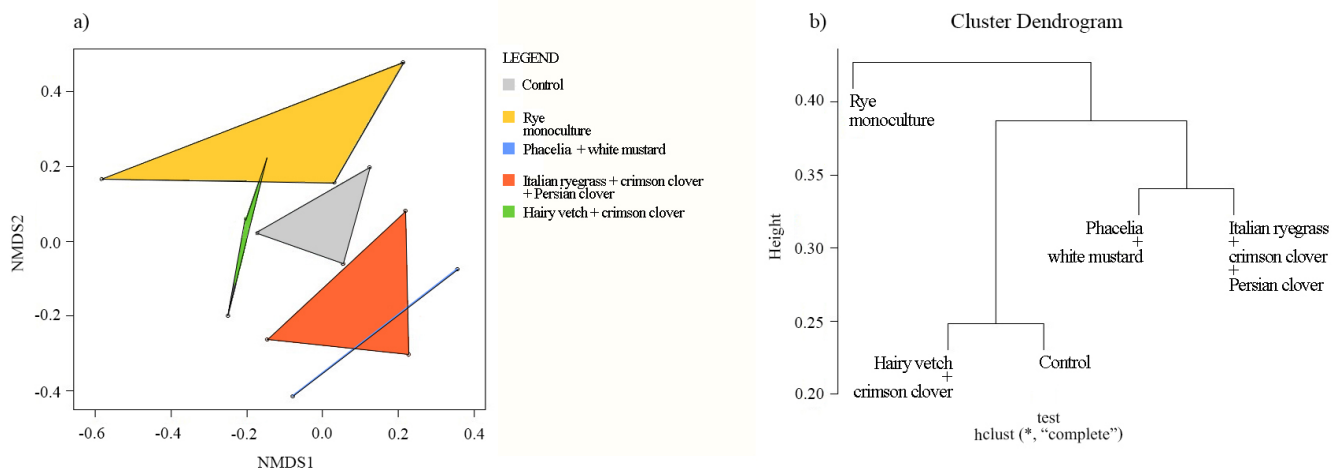 a)
NMDS2
0.4
0.2
0.0
-0.2
-0.4
-0.6
-0.4
-0.2
0.0
0.2
0.4
NMDS1
LEGEND
Control
Rye
monoculture
Phacelia + white mustard
Italian ryegrass + crimson clover
+ Persian clover
Hairy vetch + crimson clover
b)
Cluster Dendrogram
Height
0.40
0.35
0.30
0.25
0.20
Rye
monoculture
Phacelia
+
white mustard
Italian ryegrass
+
crimson clover
+
Persian clover
Hairy vetch
+
crimson clover
Control
test
hclust (*, “complete”)